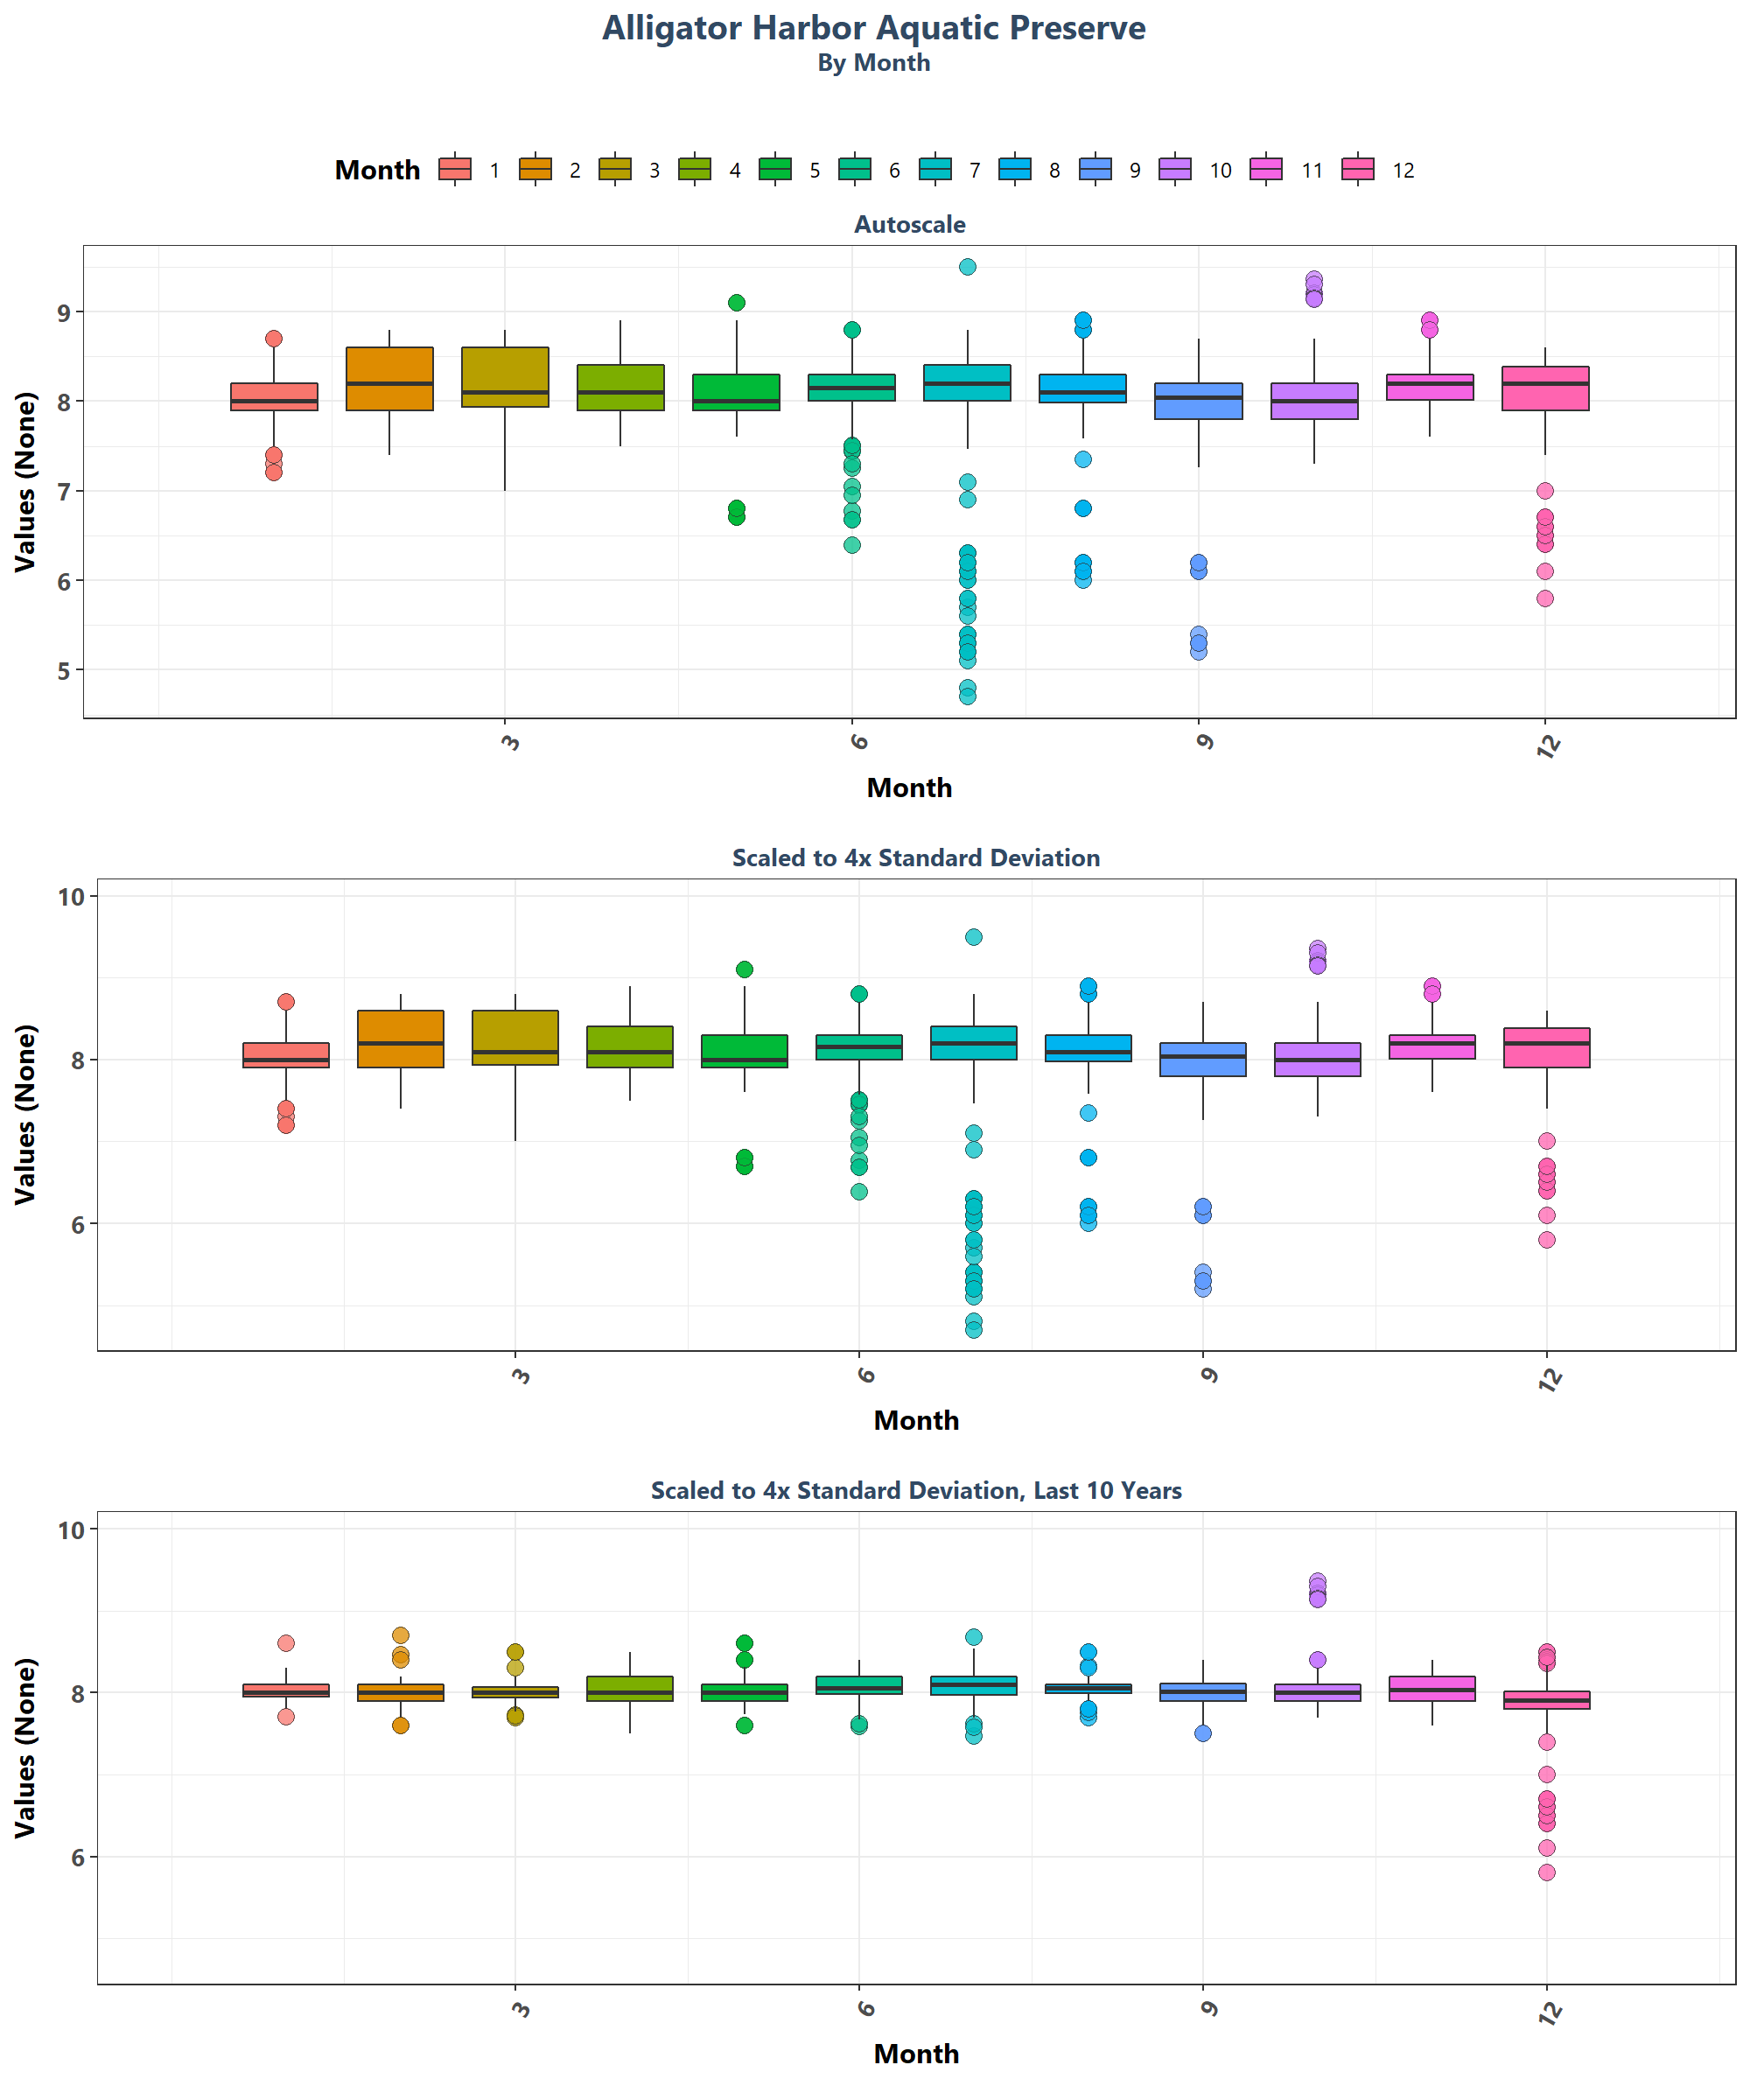 Alligator Harbor Aquatic Preserve
By Month
Month 1 2 3 4 5 6 7 8 9 10 11 12
Autoscale
Values (None)
9
8
7
6
5
3 6 9 12
Month
Scaled to 4x Standard Deviation
Values (None)
10
8
6
3 6 9 12
Month
Scaled to 4x Standard Deviation, Last 10 Years
Values (None)
10
8
6
3 6 9 12
Month